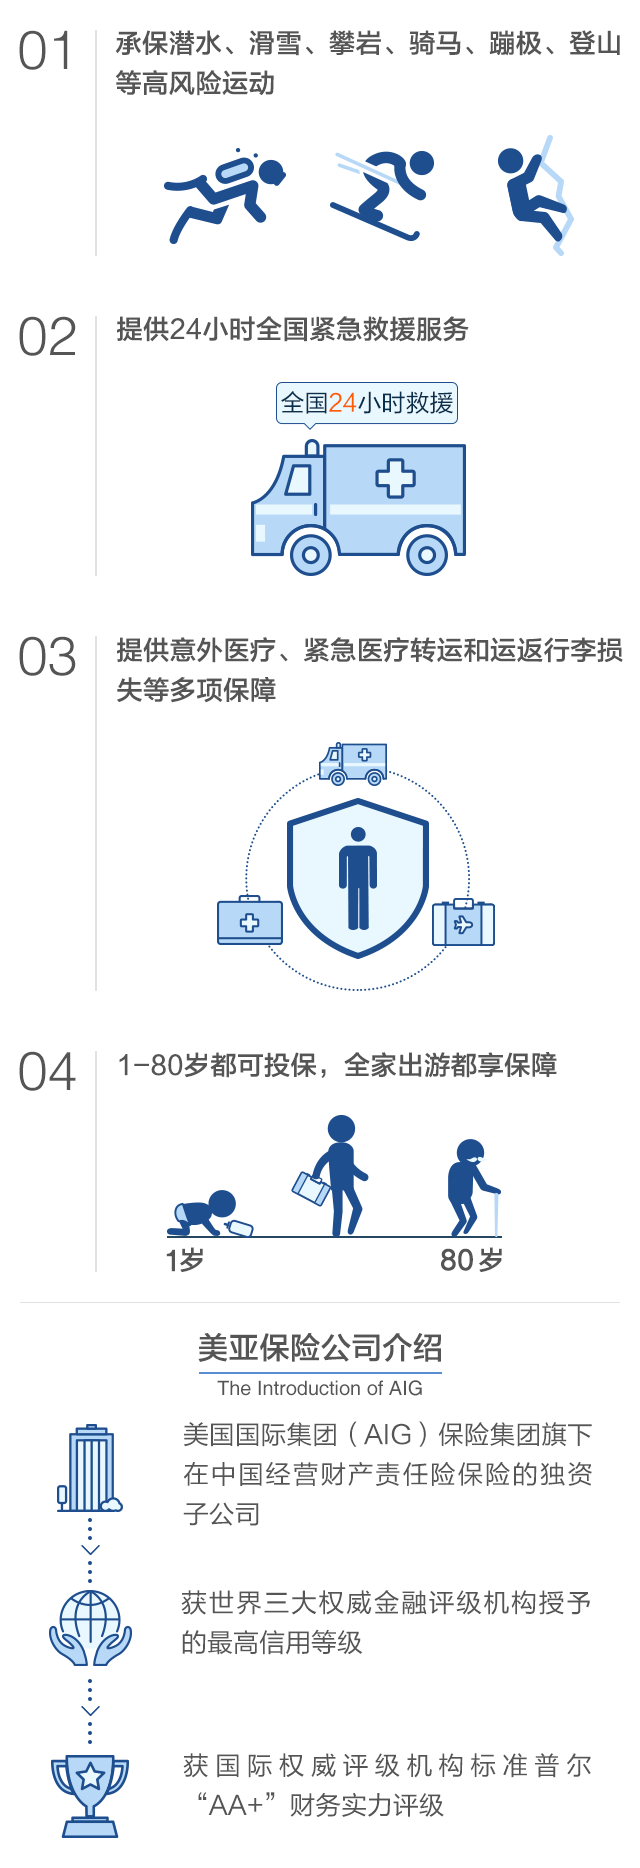 01
承保潜水、滑雪、攀岩、骑马、蹦极、登山
等高风险运动
02
提供24小时全国紧急救援服务
全国24小时救援
03
提供意外医疗、紧急医疗转运和运返行李损
失等多项保障
04
1-80岁都可投保，全家出游都享保障
1岁
80岁
美亚保险公司介绍
The Introduction of AIG
美国国际集团（AIG）保险集团旗下
在中国经营财产责任险保险的独资
子公司
获世界三大权威金融评级机构授予
的最高信用等级
获国际权威评级机构标准普尔
“AA+”财务实力评级